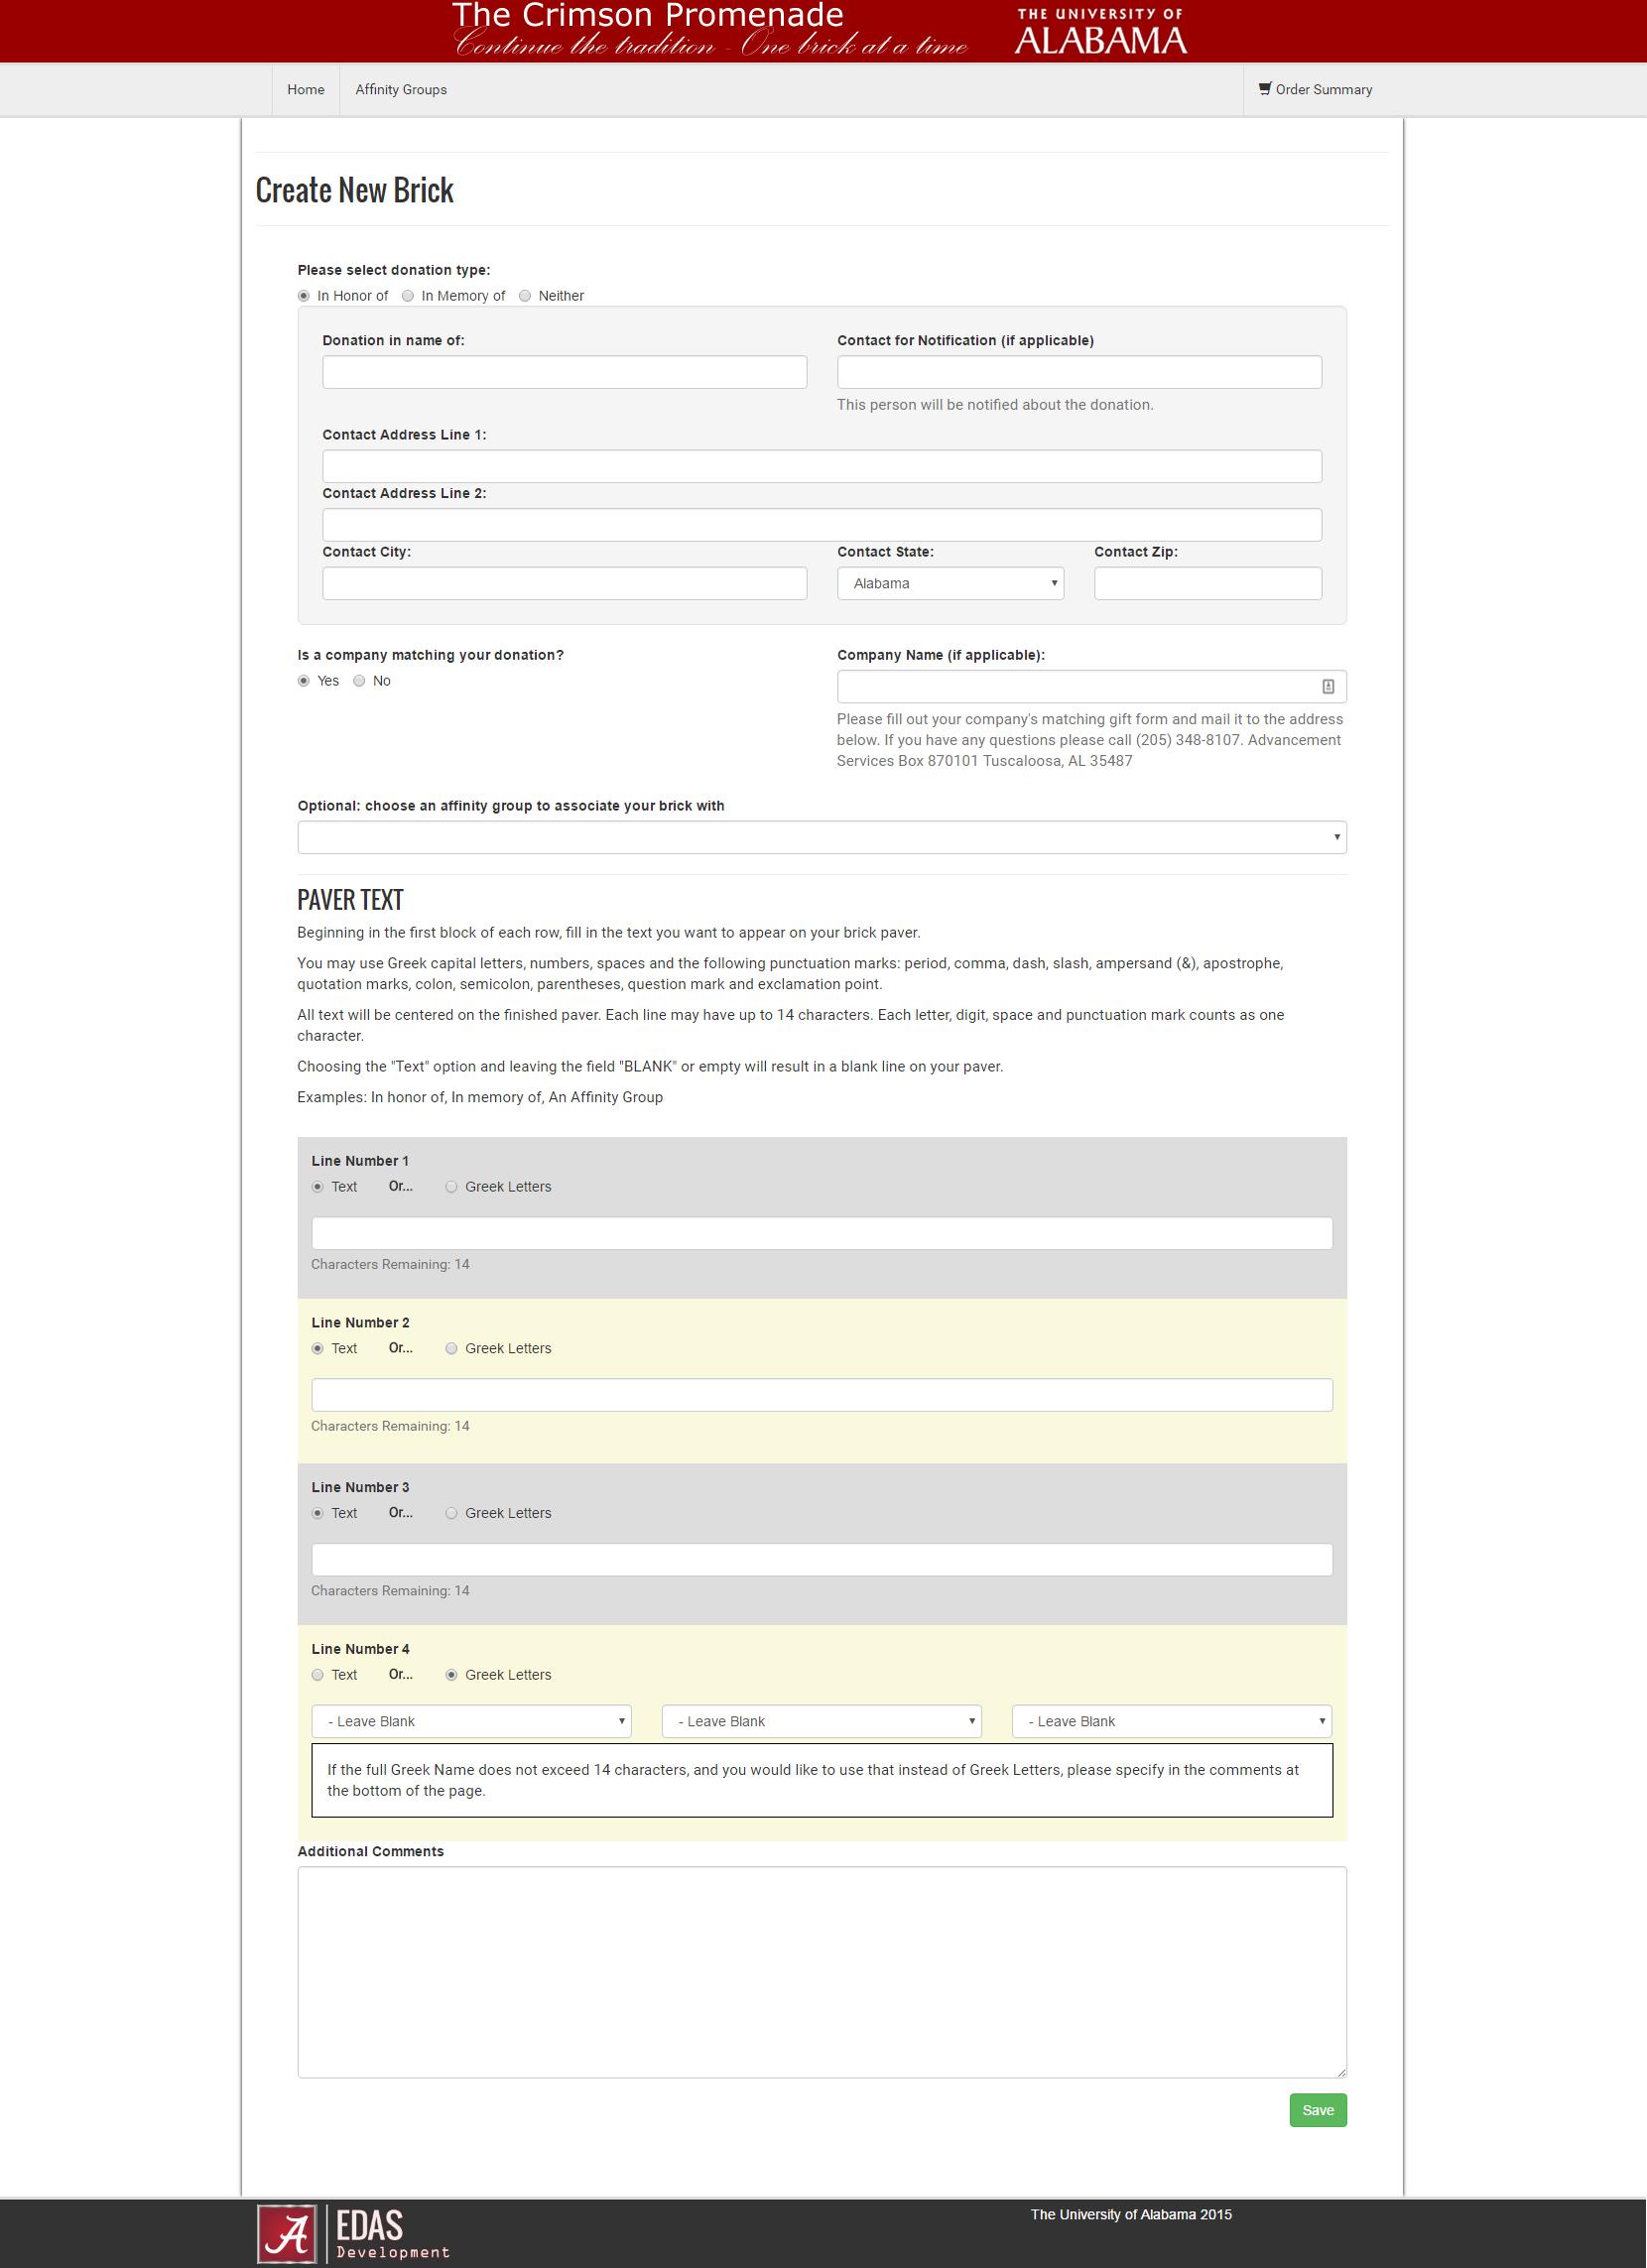 The Crimson Promenade
Continue the tradition - One brick at a time
THE UNIVERSITY OF
ALABAMA
Home
Affinity Groups
Order Summary
Create New Brick
Please select donation type:
In Honor of
In Memory of
Neither
Donation in name of:
Contact for Notification (if applicable)
This person will be notified about the donation.
Contact Address Line 1:
Contact Address Line 2:
Contact City:
Contact State:
Contact Zip:
Alabama
Is a company matching your donation?
Yes
No
Company Name (if applicable):
Please fill out your company's matching gift form and mail it to the address
below. If you have any questions please call (205) 348-8107. Advancement
Services Box 870101 Tuscaloosa, AL 35487
Optional: choose an affinity group to associate your brick with
PAVER TEXT
Beginning in the first block of each row, fill in the text you want to appear on your brick paver.
You may use Greek capital letters, numbers, spaces and the following punctuation marks: period, comma, dash, slash, ampersand (&), apostrophe,
quotation marks, colon, semicolon, parentheses, question mark and exclamation point.
All text will be centered on the finished paver. Each line may have up to 14 characters. Each letter, digit, space and punctuation mark counts as one
character.
Choosing the "Text" option and leaving the field "BLANK" or empty will result in a blank line on your paver.
Examples: In honor of, In memory of, An Affinity Group
Line Number 1
Text Or... Greek Letters
Characters Remaining: 14
Line Number 2
Text Or... Greek Letters
Characters Remaining: 14
Line Number 3
Text Or... Greek Letters
Characters Remaining: 14
Line Number 4
Text Or... Greek Letters
- Leave Blank
- Leave Blank
- Leave Blank
If the full Greek Name does not exceed 14 characters, and you would like to use that instead of Greek Letters, please specify in the comments at
the bottom of the page.
Additional Comments
Save
A
EDAS
Development
The University of Alabama 2015